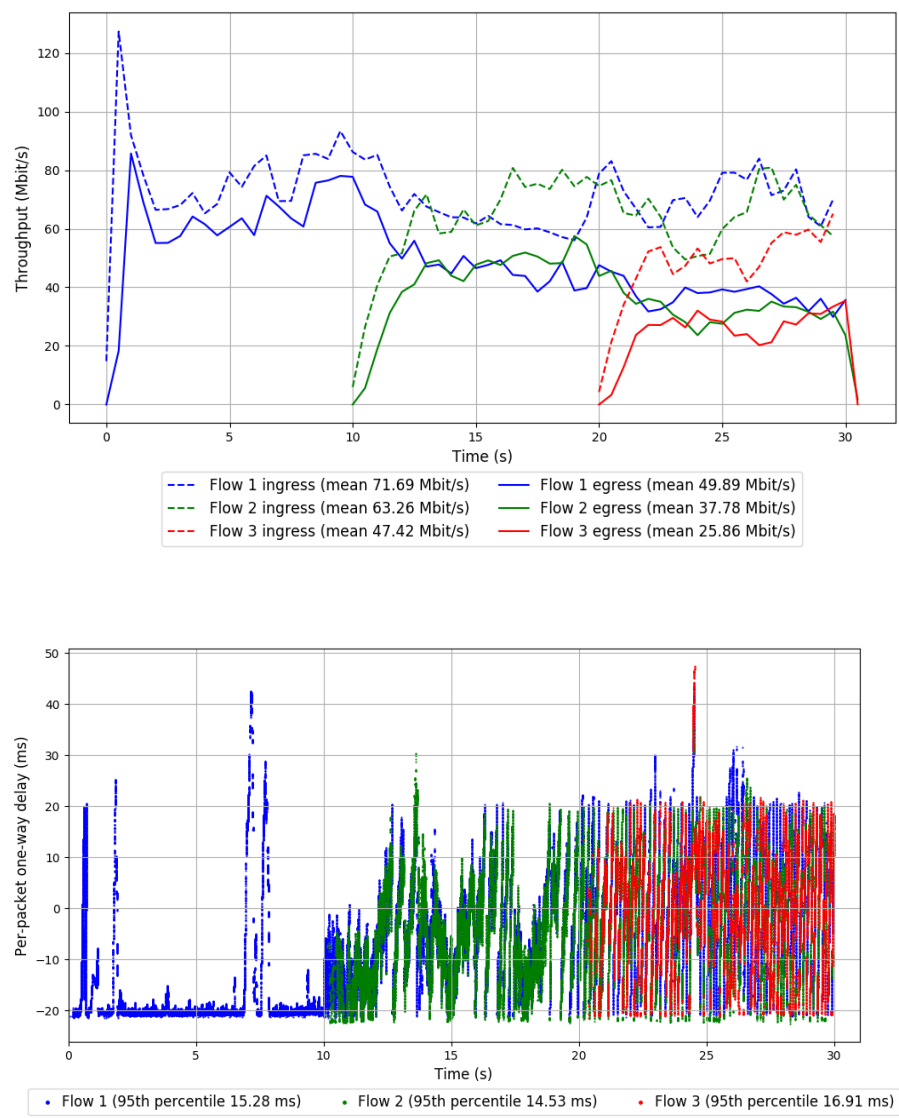 120
100
80
60
40
20
0
Throughput (Mbit/s)
0 5 10 15 20 25 30
Time (s)
Flow 1 ingress (mean 71.69 Mbit/s) Flow 1 egress (mean 49.89 Mbit/s)
Flow 2 ingress (mean 63.26 Mbit/s) Flow 2 egress (mean 37.78 Mbit/s)
Flow 3 ingress (mean 47.42 Mbit/s) Flow 3 egress (mean 25.86 Mbit/s)
50
40
30
20
10
0
−10
−20
Per-packet one-way delay (ms)
0 5 10 15 20 25 30
Time (s)
Flow 1 (95th percentile 15.28 ms) Flow 2 (95th percentile 14.53 ms) Flow 3 (95th percentile 16.91 ms)